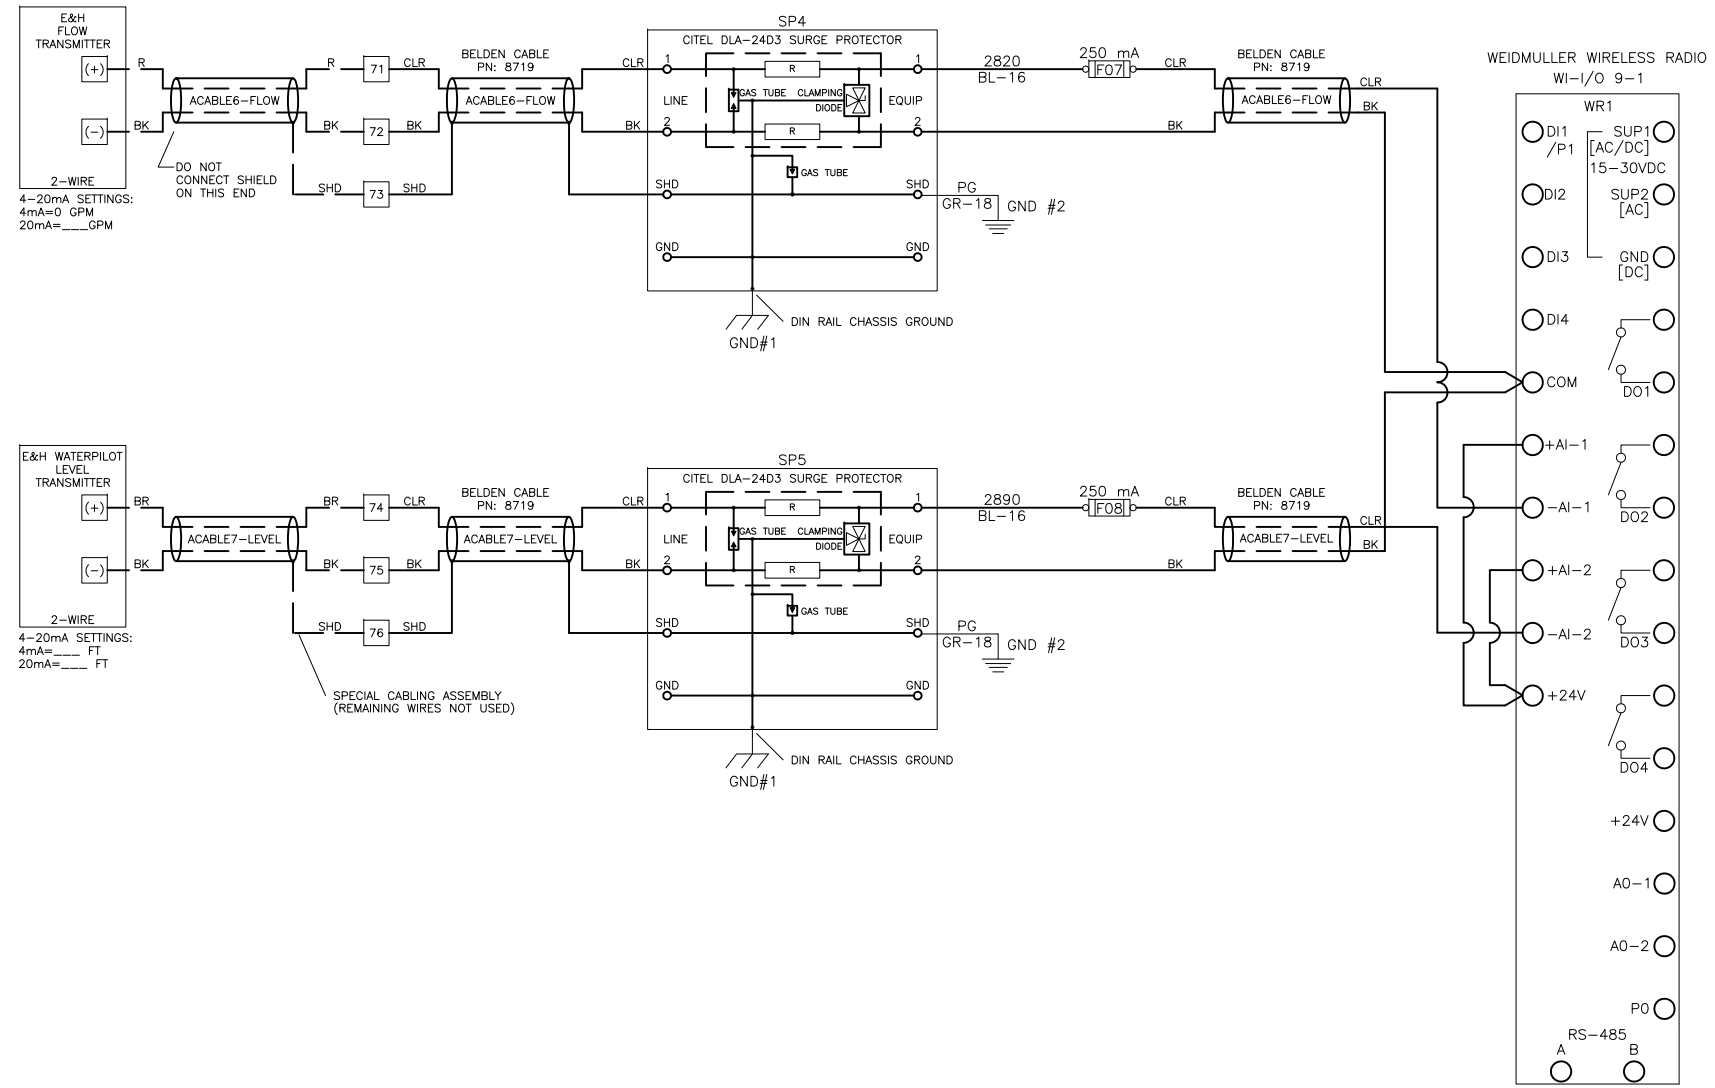 E&H
FLOW
TRANSMITTER
(+)
(-)
2-WIRE
4-20mA SETTINGS:
4mA=0 GPM
20mA=___GPM
R
BK
ACABLE6-FLOW
DO NOT
CONNECT SHIELD
ON THIS END
R
BK
SHD
71
72
73
CLR
BK
SHD
BELDEN CABLE
PN: 8719
ACABLE6-FLOW
CLR
BK
SP4
CITEL DLA-24D3 SURGE PROTECTOR
1
2
SHD
GND
LINE
R
GAS TUBE
CLAMPING
DIODE
R
GAS TUBE
EQUIP
1
2
SHD
GND
DIN RAIL CHASSIS GROUND
GND#1
2820
BL-16
250 mA
F07
CLR
BK
PG
GR-18
GND #2
BELDEN CABLE
PN: 8719
ACABLE6-FLOW
CLR
BK
E&H WATERPILOT
LEVEL
TRANSMITTER
(+)
(-)
2-WIRE
4-20mA SETTINGS:
4mA=___ FT
20mA=___ FT
BR
BK
ACABLE7-LEVEL
BR
BK
SHD
74
75
76
CLR
BK
SHD
SPECIAL CABLING ASSEMBLY
(REMAINING WIRES NOT USED)
BELDEN CABLE
PN: 8719
ACABLE7-LEVEL
CLR
BK
SP5
CITEL DLA-24D3 SURGE PROTECTOR
1
2
SHD
GND
LINE
R
GAS TUBE
CLAMPING
DIODE
R
GAS TUBE
EQUIP
1
2
SHD
GND
DIN RAIL CHASSIS GROUND
GND#1
2890
BL-16
250 mA
F08
CLR
BK
PG
GR-18
GND #2
BELDEN CABLE
PN: 8719
ACABLE7-LEVEL
CLR
BK
WEIDMULLER WIRELESS RADIO
WI-I/O 9-1
WR1
DI1
/P1
DI2
DI3
DI4
COM
+AI-1
-AI-1
+AI-2
-AI-2
+24V
SUP1
[AC/DC]
15-30VDC
SUP2
[AC]
GND
[DC]
DO1
DO2
DO3
DO4
+24V
AO-1
AO-2
PO
RS-485
A
B